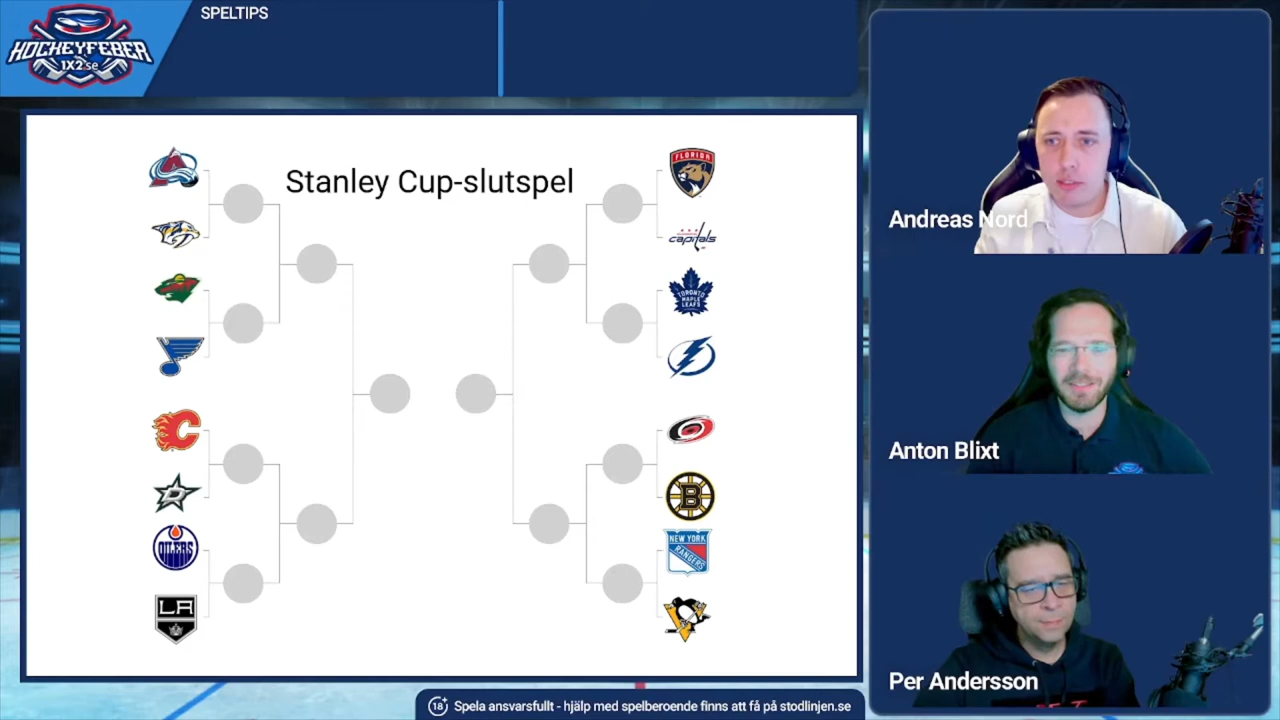 HOCKEYFEBER
1X2.se
SPELTIPS
Stanley Cup-slutspel
FLORIDA
capitals
TORONTO
MAPLE
LEAFS
OILERS
NEW YORK
RANGERS
LA
B
Andreas Nord
Anton Blixt
Per Andersson
18+ Spela ansvarsfullt - hjälp med spelberoende finns att få på stodlinjen.se